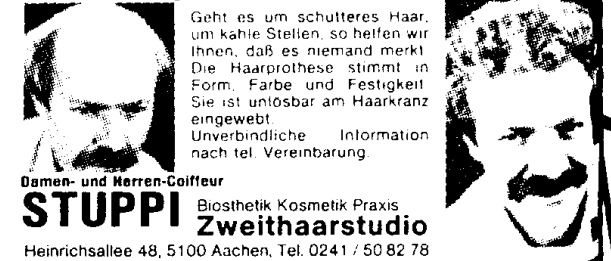 Geht es um schutteres Haar,
um kahle Stellen, so helfen wir
Ihnen, daß es niemand merkt.
Die Haarprothese stimmt in
Form, Farbe und Festigkeit.
Sie ist unlösbar am Haarkranz
eingewebt.
Unverbindliche Information
nach tel. Vereinbarung.
Damen- und Herren-Coiffeur
STUPPI
Biosthetik Kosmetik Praxis
Zweithaarstudio
Heinrichsallee 48, 5100 Aachen, Tel. 0241 / 50 82 78